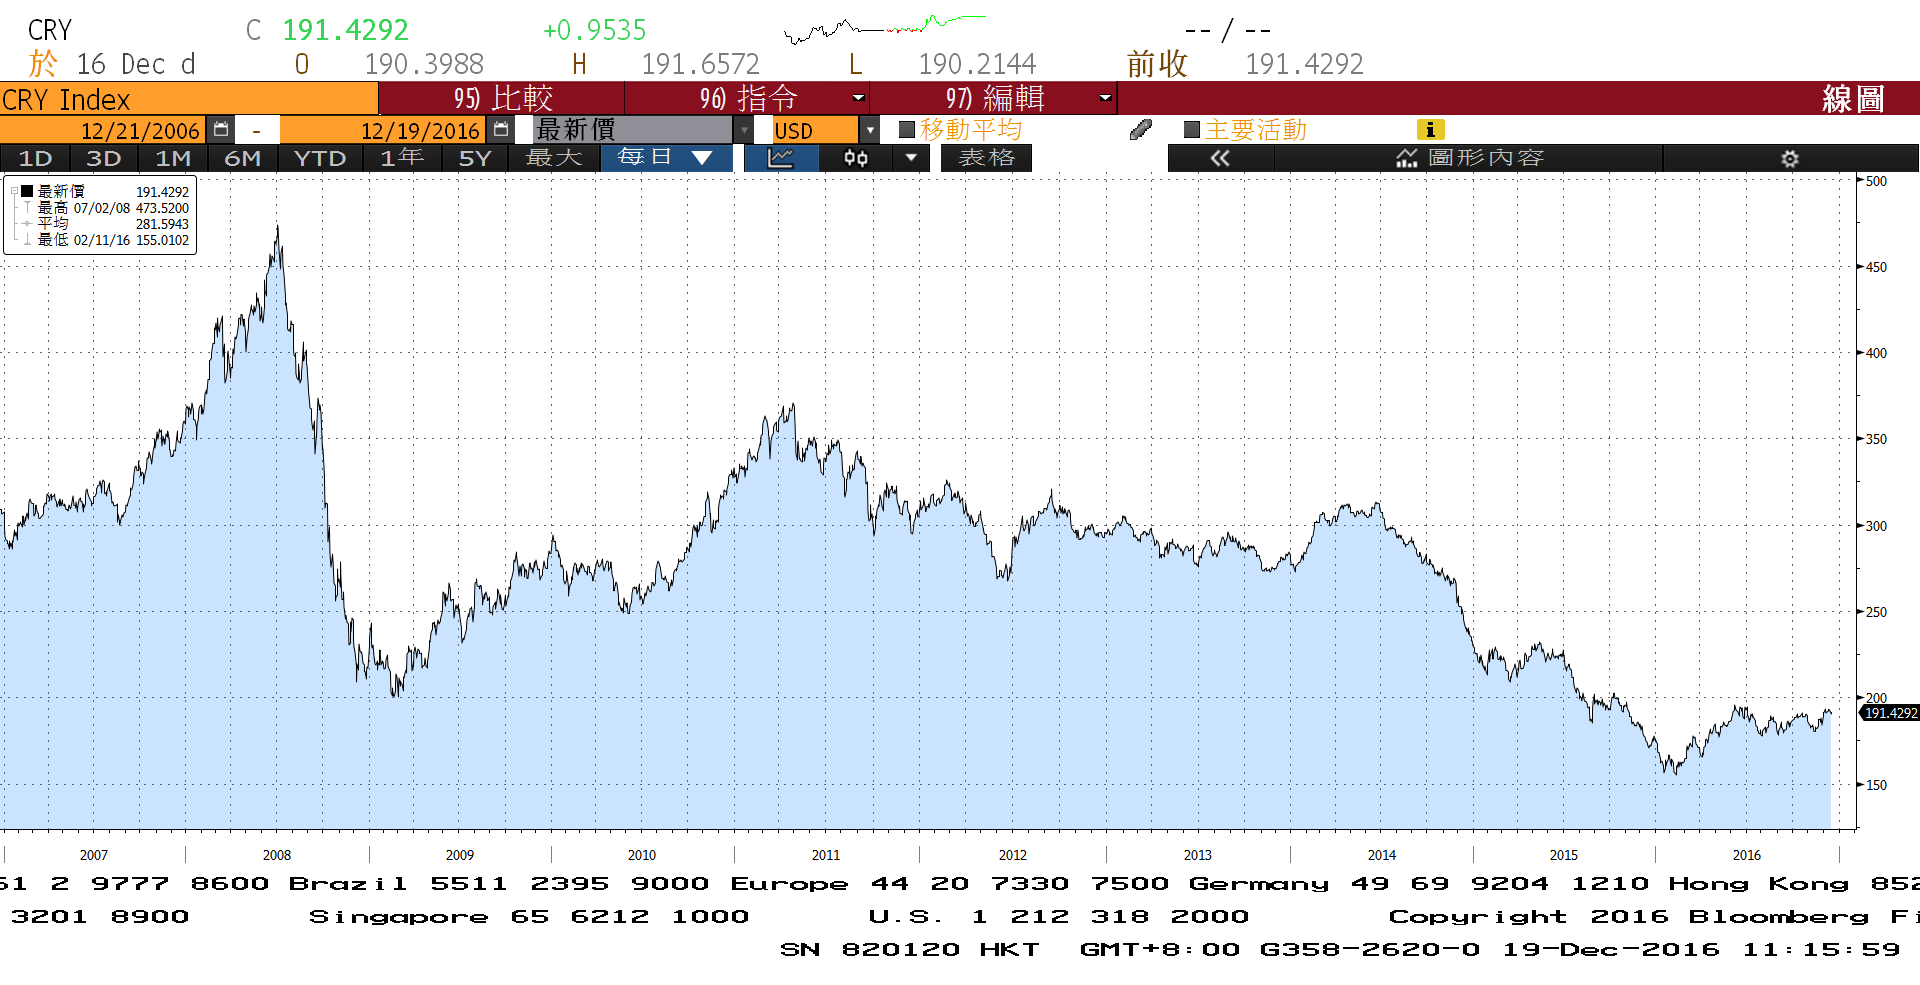 CRY C 191.4292 +0.9535 -- / --
於 16 Dec d O 190.3988 H 191.6572 L 190.2144 前收 191.4292
CRY Index 95) 比較 96) 指令 97) 編輯 線圖
12/21/2006 - 12/19/2016 最新價 USD 移動平均 主要活動 i
1D 3D 1M 6M YTD 1年 5Y 最大 每日 ▼ 表格 « 圖形內容
最新價 191.4292
最高 07/02/08 473.5200
平均 281.5943
最低 02/11/16 155.0102
500
450
400
350
300
250
200
191.4292
150
2007 2008 2009 2010 2011 2012 2013 2014 2015 2016
61 2 9777 8600 Brazil 5511 2395 9000 Europe 44 20 7330 7500 Germany 49 69 9204 1210 Hong Kong 852
3201 8900 Singapore 65 6212 1000 U.S. 1 212 318 2000 Copyright 2016 Bloomberg Fi
SN 820120 HKT GMT+8:00 G358-2620-0 19-Dec-2016 11:15:59